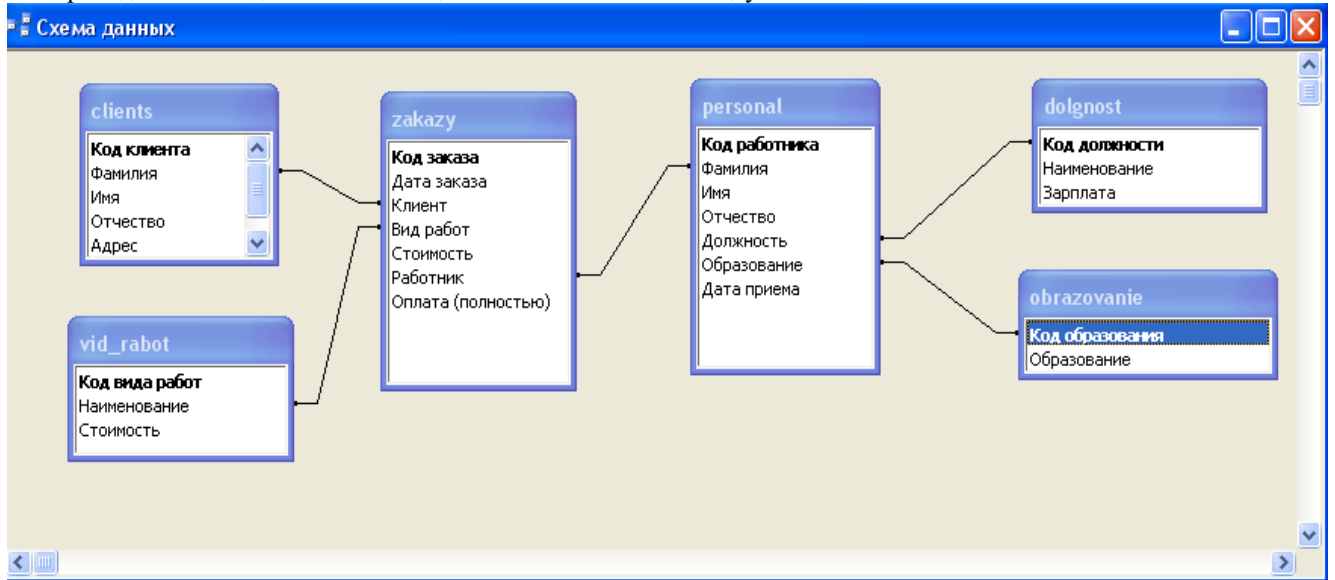 Схема данных
clients
Код клиента
Фамилия
Имя
Отчество
Адрес
zakazy
Код заказа
Дата заказа
Клиент
Вид работ
Стоимость
Работник
Оплата (полностью)
personal
Код работника
Фамилия
Имя
Отчество
Должность
Образование
Дата приема
dolgnost
Код должности
Наименование
Зарплата
vid_rabot
Код вида работ
Наименование
Стоимость
obrazovanie
Код образования
Образование